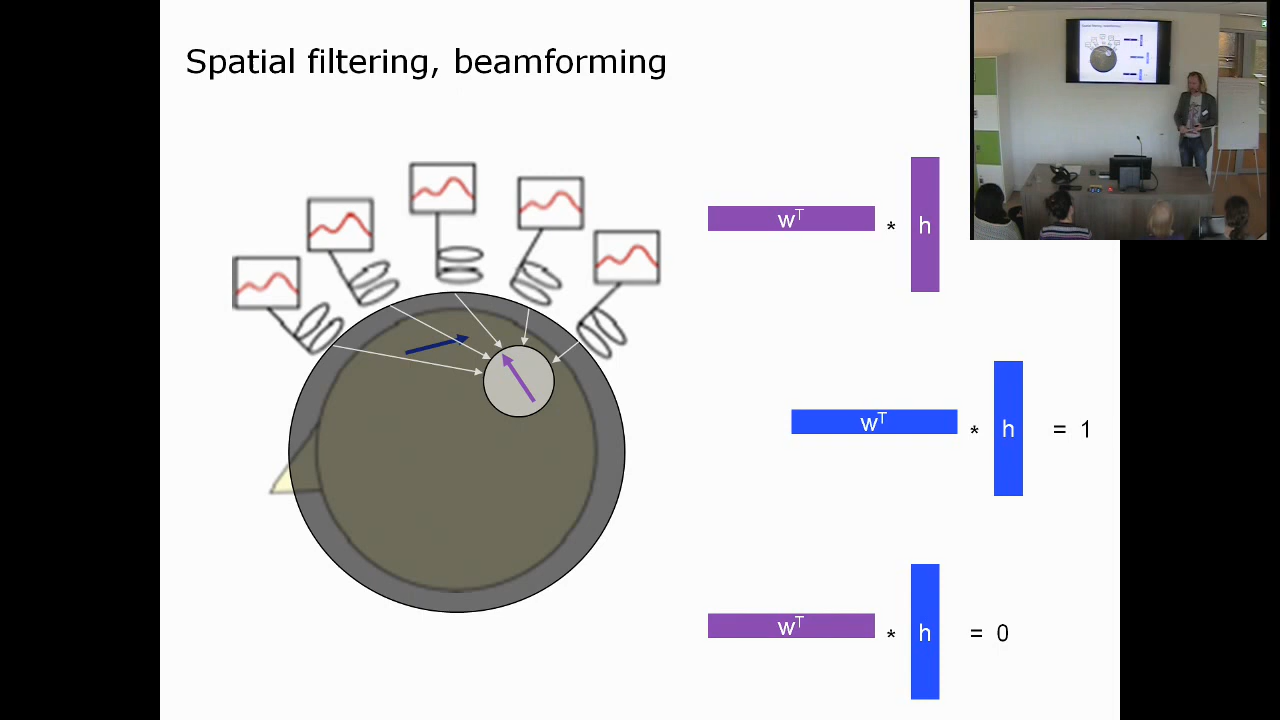 Spatial filtering, beamforming
wT * h
wT * h = 1
wT * h = 0